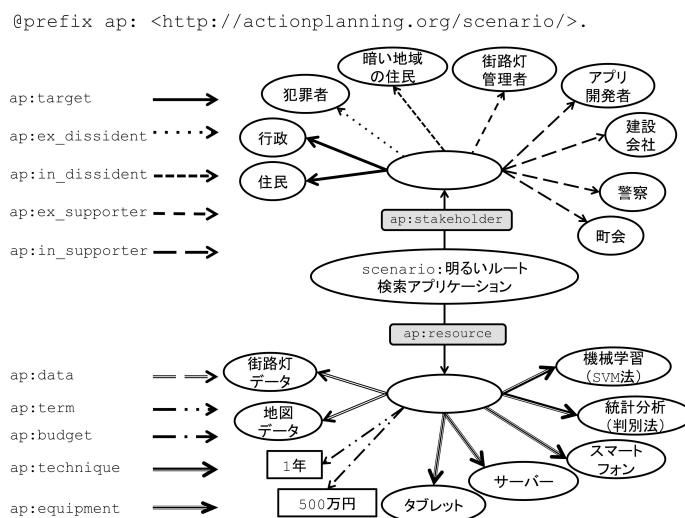 @prefix ap: <http://actionplanning.org/scenario/>.
ap:target
ap:ex_dissident
ap:in_dissident
ap:ex_supporter
ap:in_supporter
犯罪者
暗い地域
の住民
街路灯
管理者
アプリ
開発者
行政
建設
会社
住民
警察
町会
ap:stakeholder
scenario:明るいルート
検索アプリケーション
ap:resource
ap:data
ap:term
ap:budget
ap:technique
ap:equipment
街路灯
データ
地図
データ
1年
500万円
タブレット
サーバー
スマート
フォン
統計分析
(判別法)
機械学習
(SVM法)